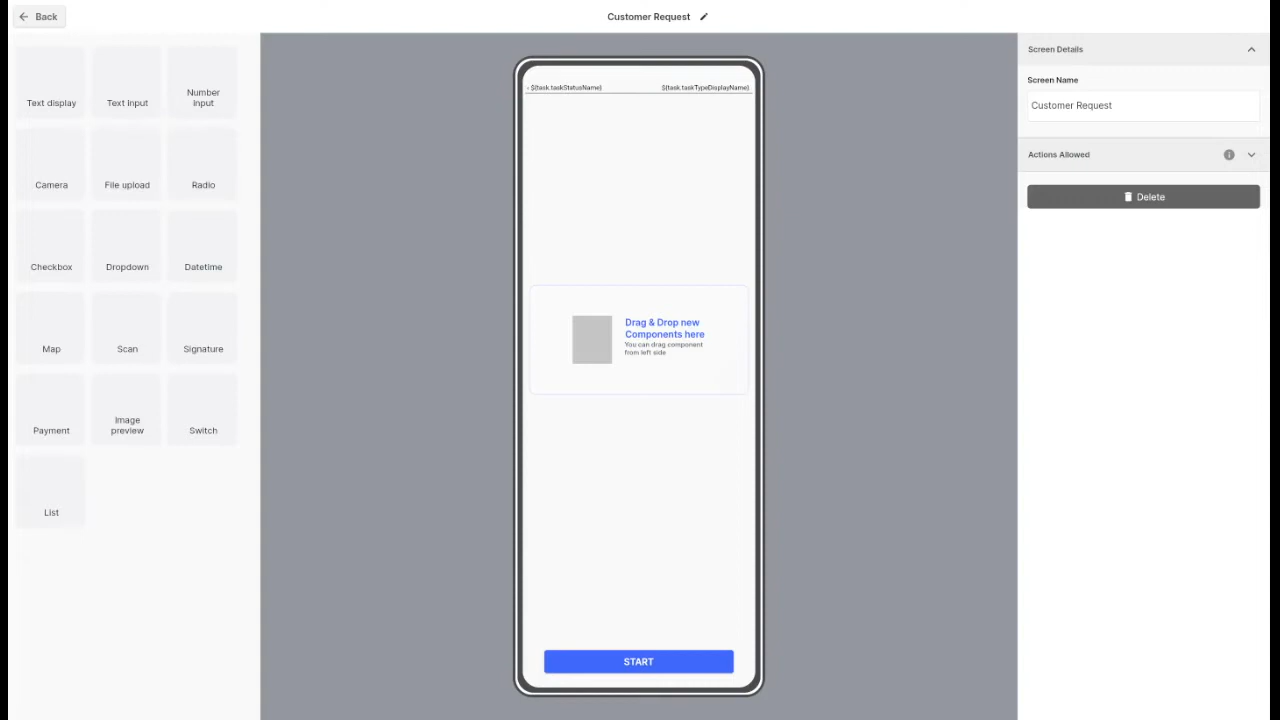 Back
Customer Request
Text display
Text input
Number
input
Camera
File upload
Radio
Checkbox
Dropdown
Datetime
Map
Scan
Signature
Payment
Image
preview
Switch
List
‹ ${task.taskStatusName}
${task.taskTypeDisplayName}
Drag & Drop new
Components here
You can drag component
from left side
START
Screen Details
Screen Name
Customer Request
Actions Allowed
Delete